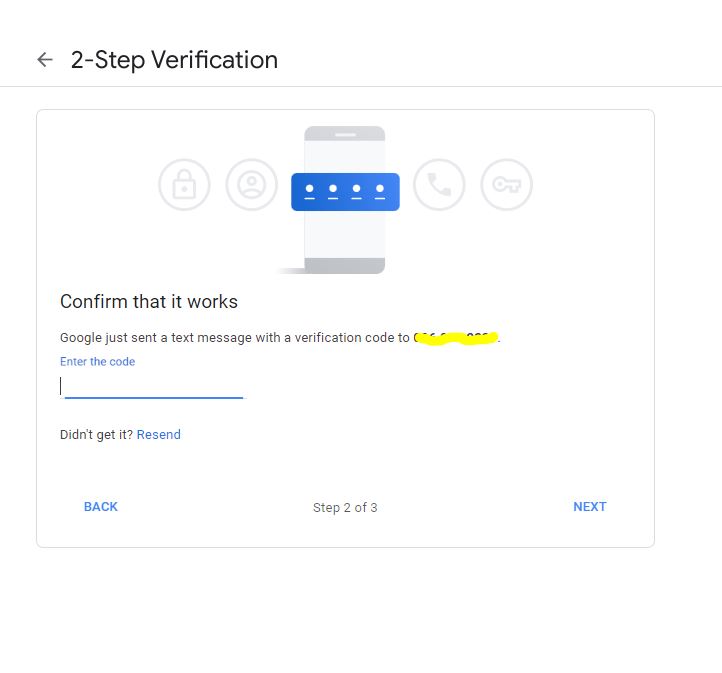 2-Step Verification
Confirm that it works
Google just sent a text message with a verification code to
Enter the code
Didn't get it? Resend
BACK
Step 2 of 3
NEXT